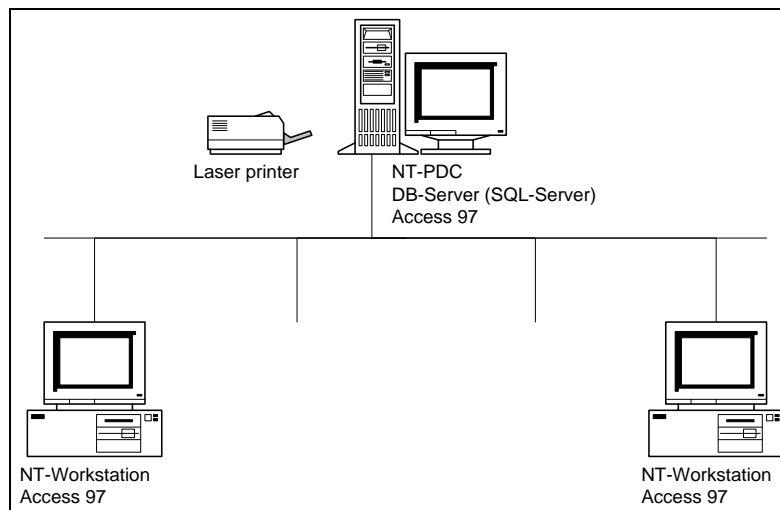 Laser printer
NT-PDC
DB-Server (SQL-Server)
Access 97
NT-Workstation
Access 97
NT-Workstation
Access 97